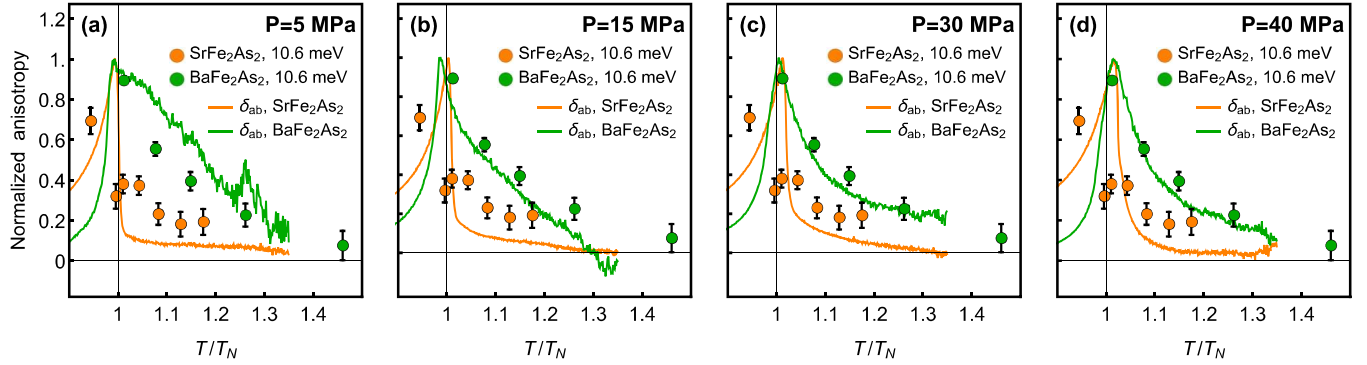 (a) P=5 MPa
SrFe₂As₂, 10.6 meV
BaFe₂As₂, 10.6 meV
δab, SrFe₂As₂
δab, BaFe₂As₂
1.2
1.
0.8
0.6
0.4
0.2
0
Normalized anisotropy
1 1.1 1.2 1.3 1.4
T/TN
(b) P=15 MPa
SrFe₂As₂, 10.6 meV
BaFe₂As₂, 10.6 meV
δab, SrFe₂As₂
δab, BaFe₂As₂
1 1.1 1.2 1.3 1.4
T/TN
(c) P=30 MPa
SrFe₂As₂, 10.6 meV
BaFe₂As₂, 10.6 meV
δab, SrFe₂As₂
δab, BaFe₂As₂
1 1.1 1.2 1.3 1.4
T/TN
(d) P=40 MPa
SrFe₂As₂, 10.6 meV
BaFe₂As₂, 10.6 meV
δab, SrFe₂As₂
δab, BaFe₂As₂
1 1.1 1.2 1.3 1.4
T/TN